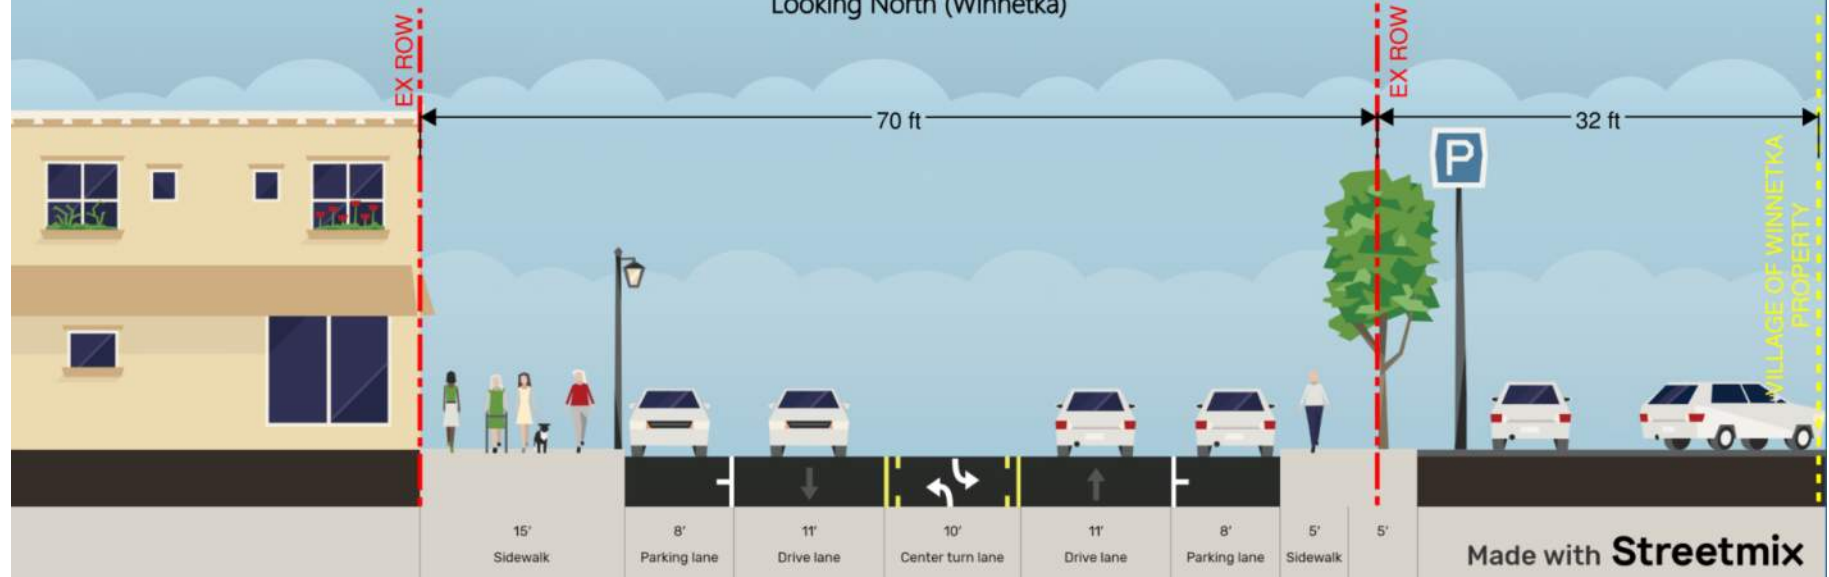 Looking North (Winnetka)
EX ROW
EX ROW
70 ft
32 ft
P
VILLAGE OF WINNETKA
PROPERTY
15'
8'
11'
10'
11'
8'
5'
5'
Sidewalk
Parking lane
Drive lane
Center turn lane
Drive lane
Parking lane
Sidewalk
Made with Streetmix